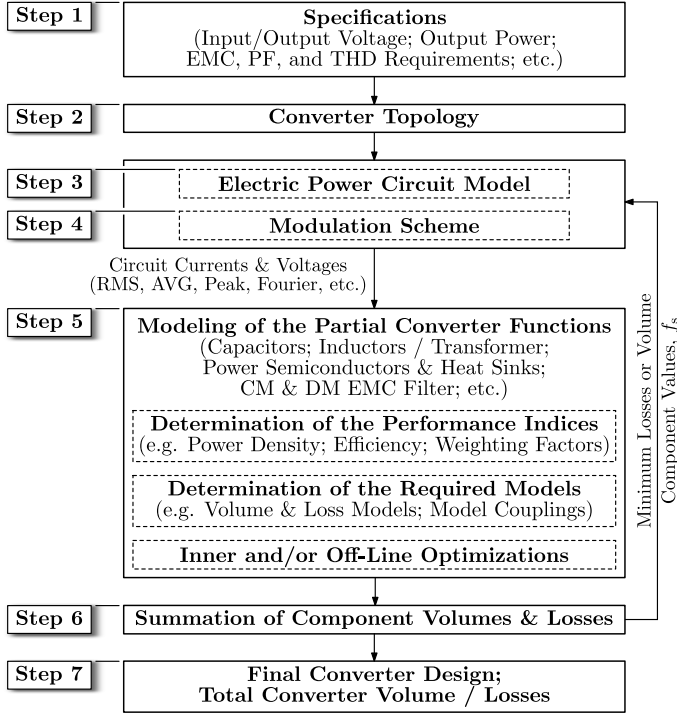 Step 1
Specifications
(Input/Output Voltage; Output Power;
EMC, PF, and THD Requirements; etc.)
Step 2
Converter Topology
Step 3
Electric Power Circuit Model
Step 4
Modulation Scheme
Circuit Currents & Voltages
(RMS, AVG, Peak, Fourier, etc.)
Step 5
Modeling of the Partial Converter Functions
(Capacitors; Inductors / Transformer;
Power Semiconductors & Heat Sinks;
CM & DM EMC Filter; etc.)
Determination of the Performance Indices
(e.g. Power Density; Efficiency; Weighting Factors)
Determination of the Required Models
(e.g. Volume & Loss Models; Model Couplings)
Inner and/or Off-Line Optimizations
Minimum Losses or Volume
Component Values, fs
Step 6
Summation of Component Volumes & Losses
Step 7
Final Converter Design;
Total Converter Volume / Losses